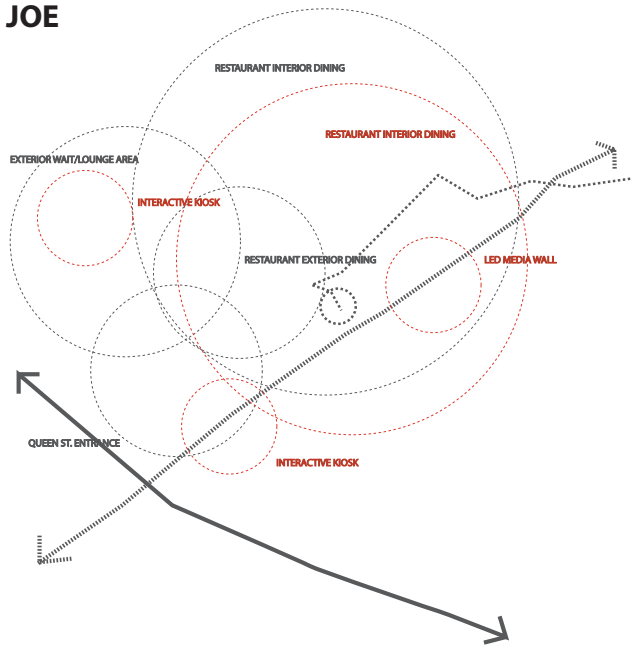 JOE
RESTAURANT INTERIOR DINING
RESTAURANT INTERIOR DINING
EXTERIOR WAIT/LOUNGE AREA
INTERACTIVE KIOSK
RESTAURANT EXTERIOR DINING
LED MEDIA WALL
QUEEN ST. ENTRANCE
INTERACTIVE KIOSK